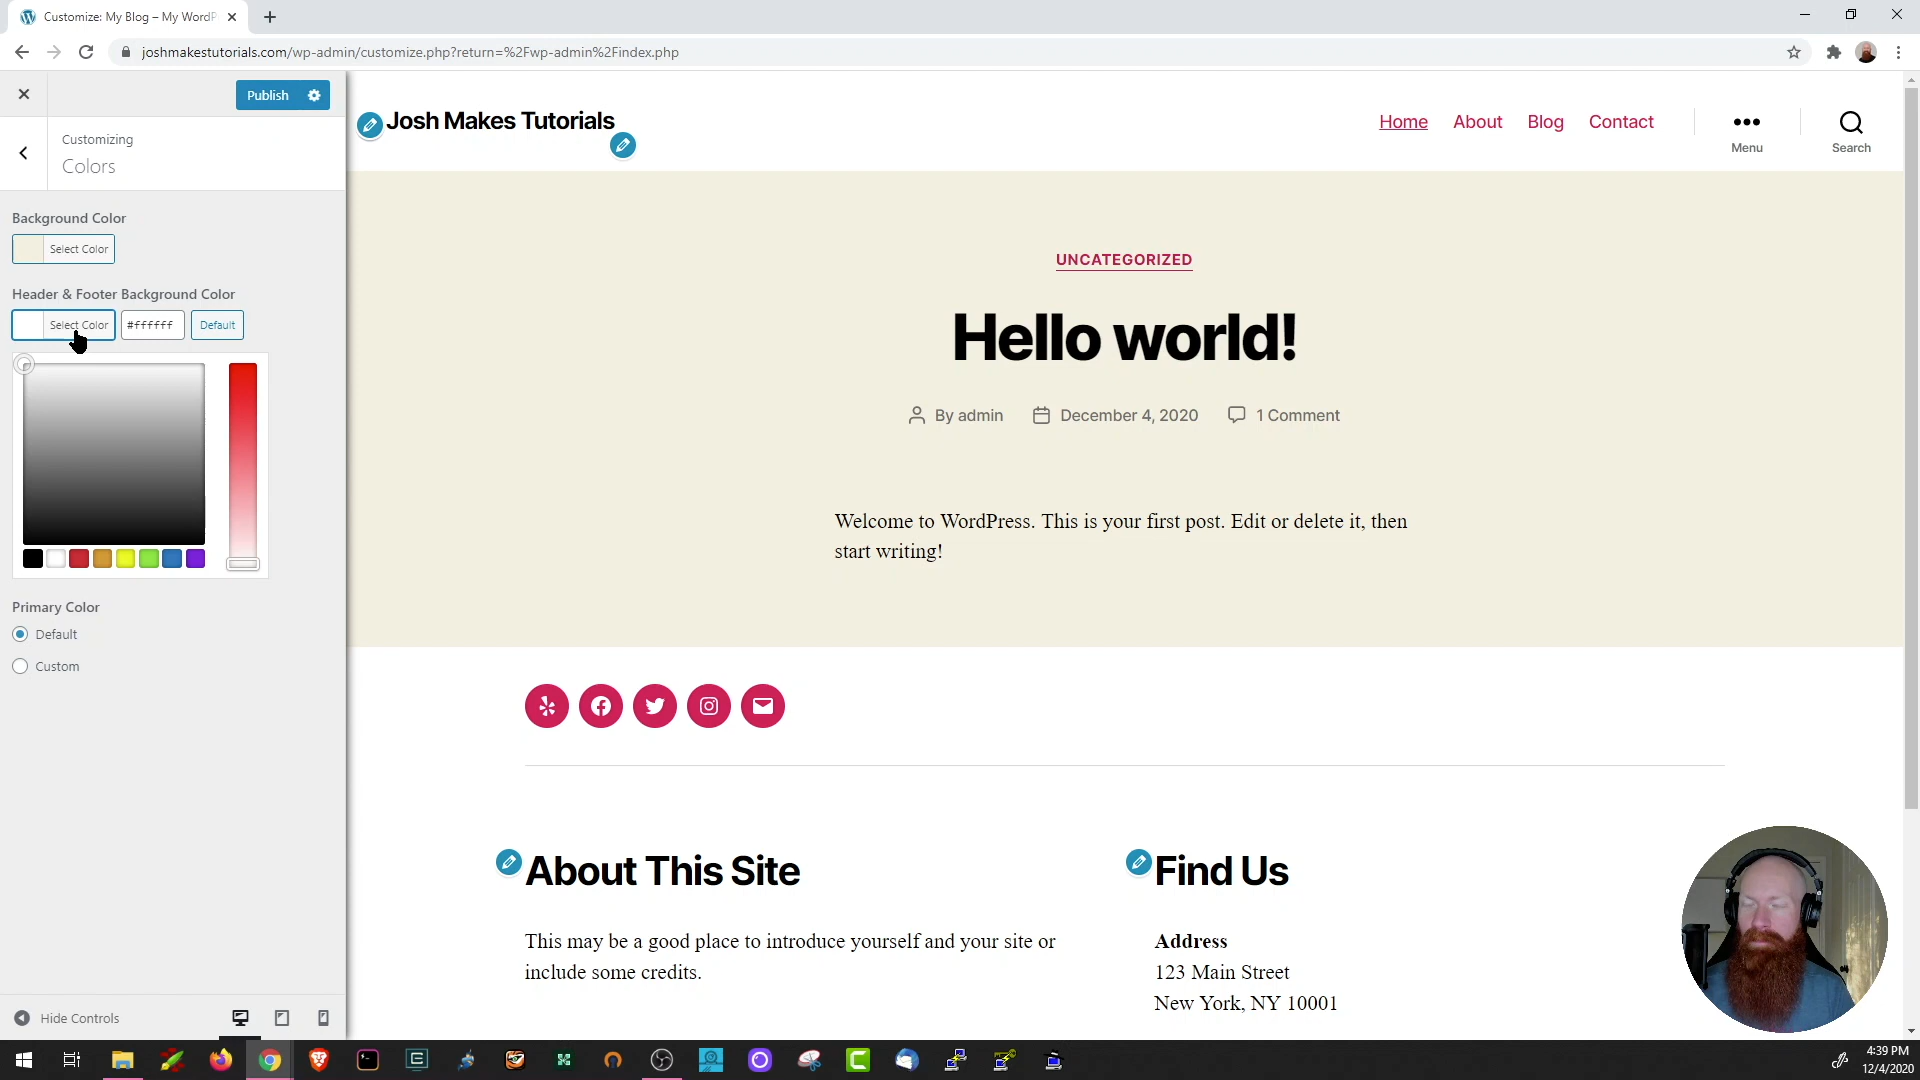 Customize: My Blog – My WordP
joshmakestutorials.com/wp-admin/customize.php?return=%2Fwp-admin%2Findex.php
Publish
Customizing
Colors
Background Color
Select Color
Header & Footer Background Color
Select Color #ffffff Default
Primary Color
Default
Custom
Hide Controls
Josh Makes Tutorials
Home About Blog Contact
Menu
Search
UNCATEGORIZED
Hello world!
By admin December 4, 2020 1 Comment
Welcome to WordPress. This is your first post. Edit or delete it, then
start writing!
About This Site
This may be a good place to introduce yourself and your site or
include some credits.
Find Us
Address
123 Main Street
New York, NY 10001
4:39 PM
12/4/2020